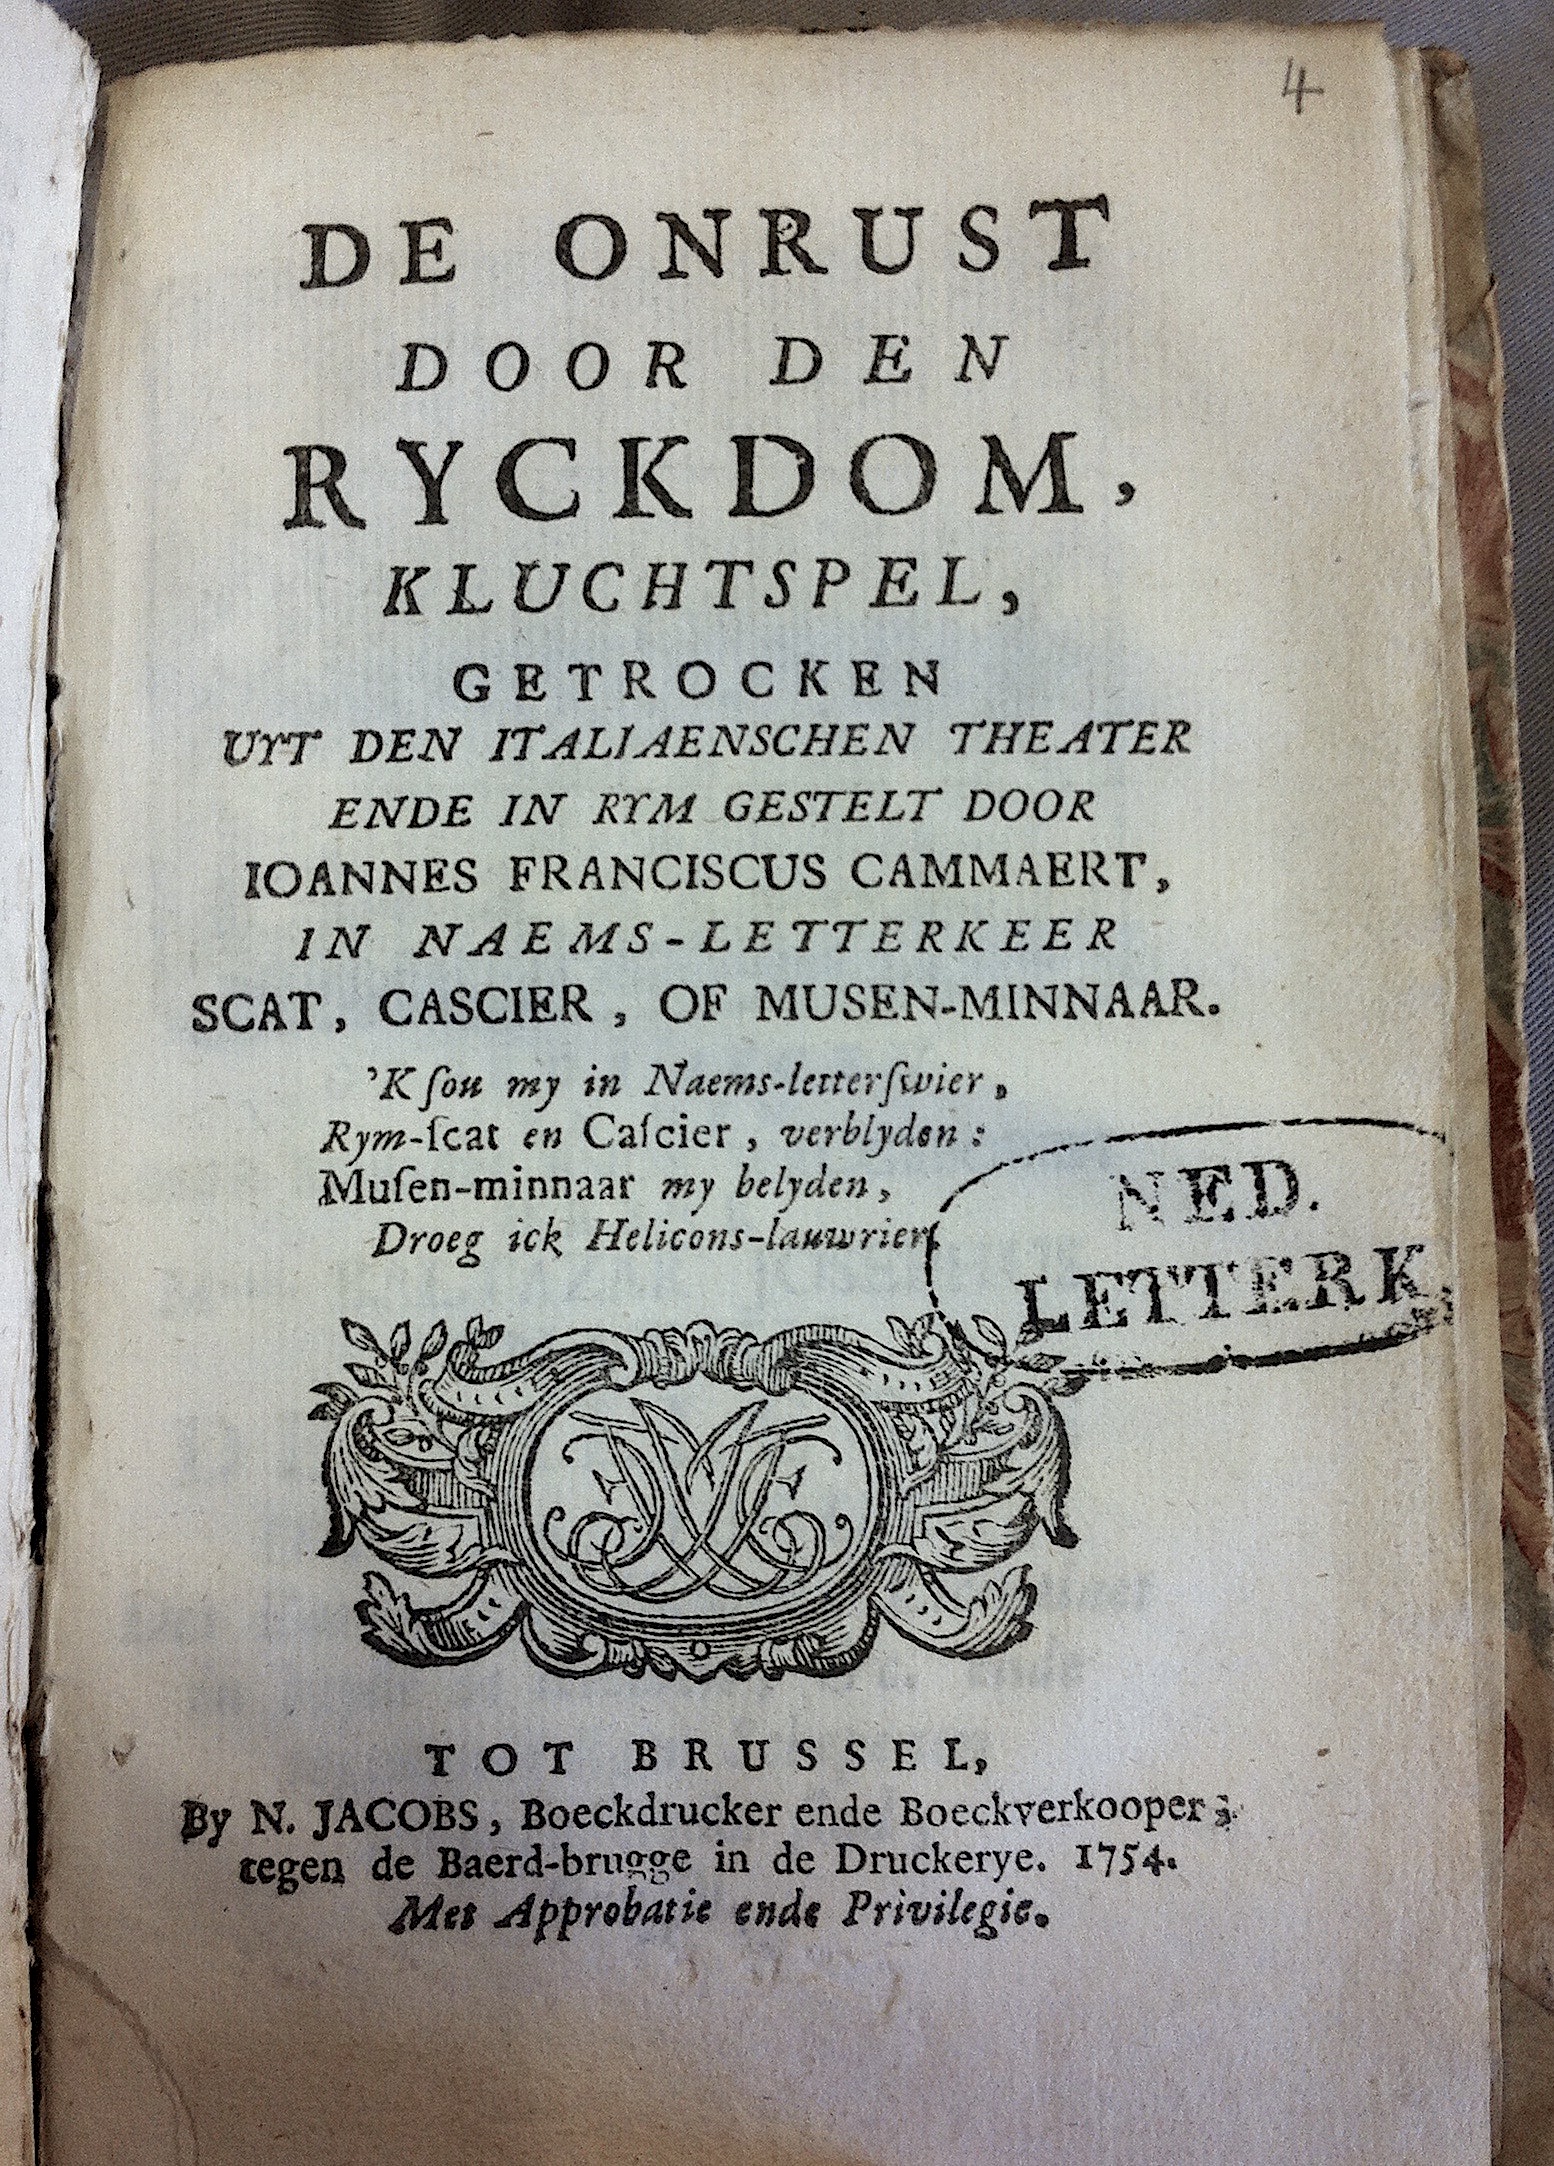 4
DE ONRUST
DOOR DEN
RYCKDOM,
KLUCHTSPEL,
GETROCKEN
UYT DEN ITALIAENSCHEN THEATER
ENDE IN RYM GESTELT DOOR
IOANNES FRANCISCUS CAMMAERT,
IN NAEMS-LETTERKEER
SCAT, CASCIER, OF MUSEN-MINNAAR.
'K ſou my in Naems-letterſwier,
Rym-ſcat en Caſcier, verblyden:
Muſen-minnaar my belyden,
Droeg ick Helicons-lauwrier.
NED.
LETTERK.
TOT BRUSSEL,
By N. JACOBS, Boeckdrucker ende Boeckverkooper;
tegen de Baerd-brugge in de Druckerye. 1754.
Met Approbatie ende Privilegie.